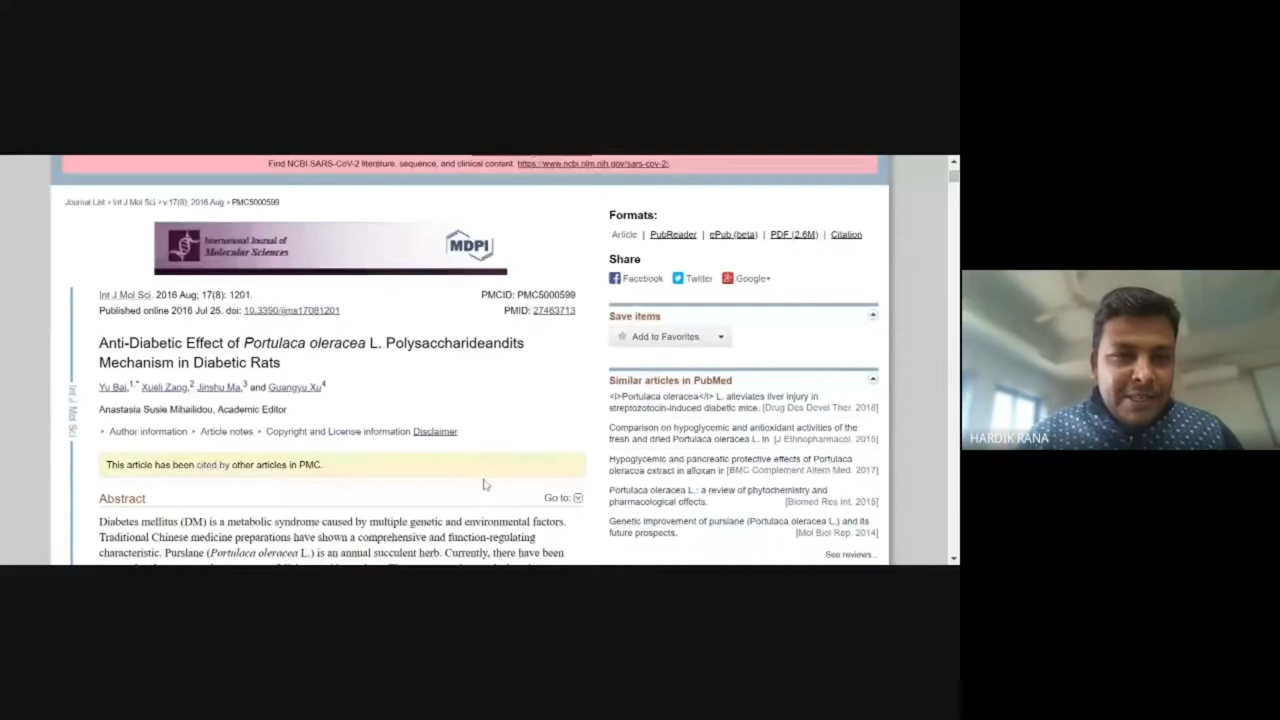 Find NCBI SARS-CoV-2 literature, sequence, and clinical content: https://www.ncbi.nlm.nih.gov/sars-cov-2/
Journal List > Int J Mol Sci > v.17(8); 2016 Aug > PMC5000599
International Journal of
Molecular Sciences
MDPI
Int J Mol Sci. 2016 Aug; 17(8): 1201.
PMCID: PMC5000599
Published online 2016 Jul 25. doi: 10.3390/ijms17081201
PMID: 27463713
Anti-Diabetic Effect of Portulaca oleracea L. Polysaccharideandits
Mechanism in Diabetic Rats
Yu Bai,1,* Xueli Zang,2 Jinshu Ma,3 and Guangyu Xu4
Anastasia Susie Mihailidou, Academic Editor
Author information Article notes Copyright and License information Disclaimer
This article has been cited by other articles in PMC.
Abstract
Go to:
Diabetes mellitus (DM) is a metabolic syndrome caused by multiple genetic and environmental factors.
Traditional Chinese medicine preparations have shown a comprehensive and function-regulating
characteristic. Purslane (Portulaca oleracea L.) is an annual succulent herb. Currently, there have been
Int J Mol Sci
Formats:
Article | PubReader | ePub (beta) | PDF (2.6M) | Citation
Share
Facebook Twitter Google+
Save items
Add to Favorites
Similar articles in PubMed
<i>Portulaca oleracea</i> L. alleviates liver injury in
streptozotocin-induced diabetic mice. [Drug Des Devel Ther. 2018]
Comparison on hypoglycemic and antioxidant activities of the
fresh and dried Portulaca oleracea L. in [J Ethnopharmacol. 2015]
Hypoglycemic and pancreatic protective effects of Portulaca
oleracea extract in alloxan ir [BMC Complement Altern Med. 2017]
Portulaca oleracea L.: a review of phytochemistry and
pharmacological effects. [Biomed Res Int. 2015]
Genetic improvement of purslane (Portulaca oleracea L.) and its
future prospects. [Mol Biol Rep. 2014]
See reviews...
HARDIK RANA